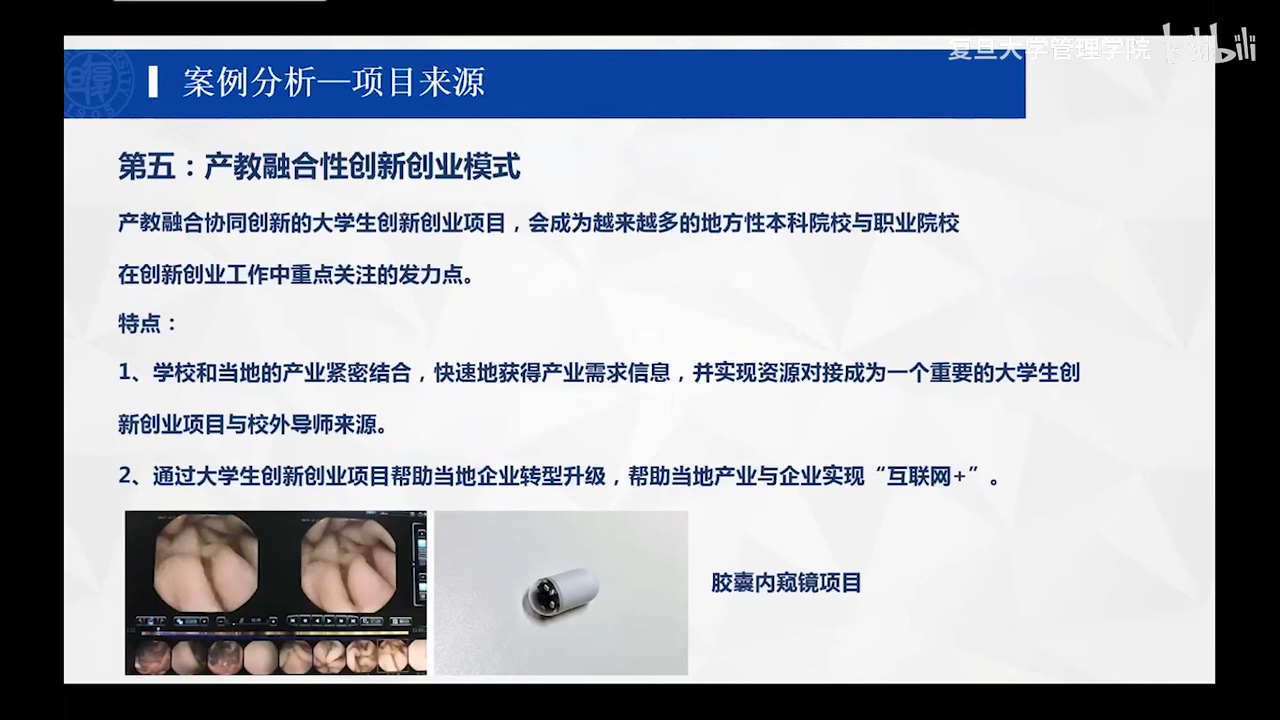 复旦大学管理学院 bilibili
案例分析—项目来源
第五：产教融合性创新创业模式
产教融合协同创新的大学生创新创业项目，会成为越来越多的地方性本科院校与职业院校
在创新创业工作中重点关注的发力点。
特点：
1、学校和当地的产业紧密结合，快速地获得产业需求信息，并实现资源对接成为一个重要的大学生创
新创业项目与校外导师来源。
2、通过大学生创新创业项目帮助当地企业转型升级，帮助当地产业与企业实现“互联网+”。
胶囊内窥镜项目